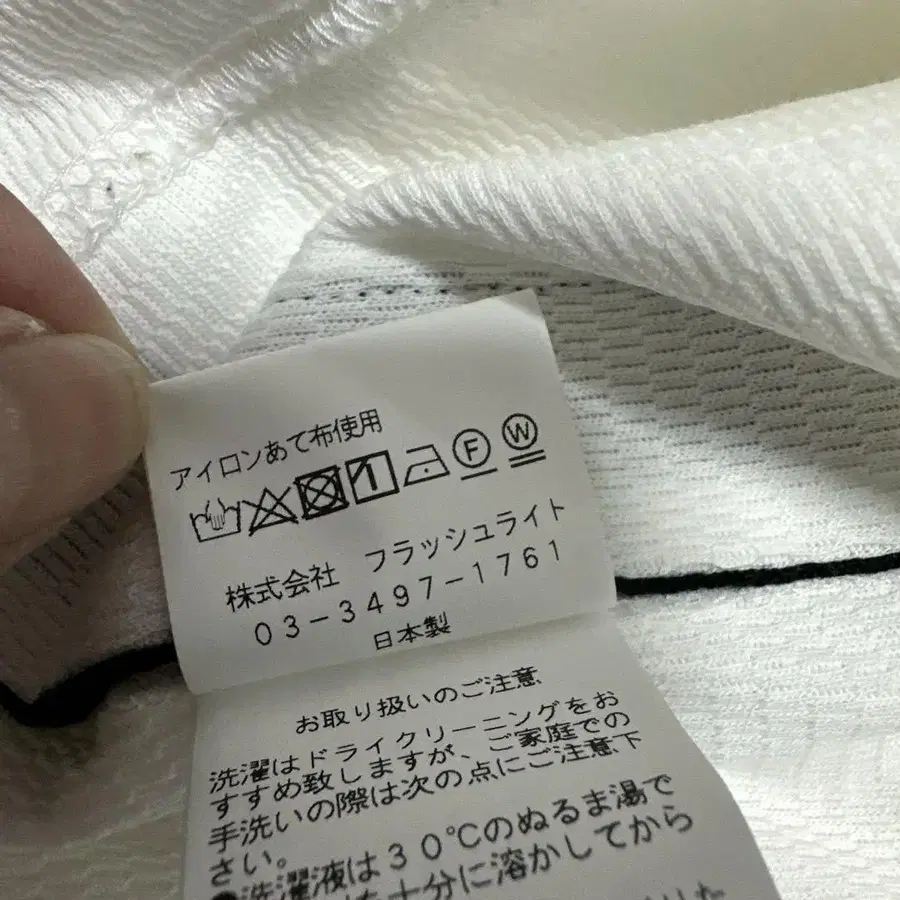 アイロンあて布使用
F W
株式会社 フラッシュライト
03-3497-1761
日本製
お取り扱いのご注意
洗濯はドライクリーニングをお
すすめ致しますが、ご家庭での
手洗いの際は次の点にご注意下
さい。
●洗濯液は30℃のぬるま湯で
を十分に溶かしてから